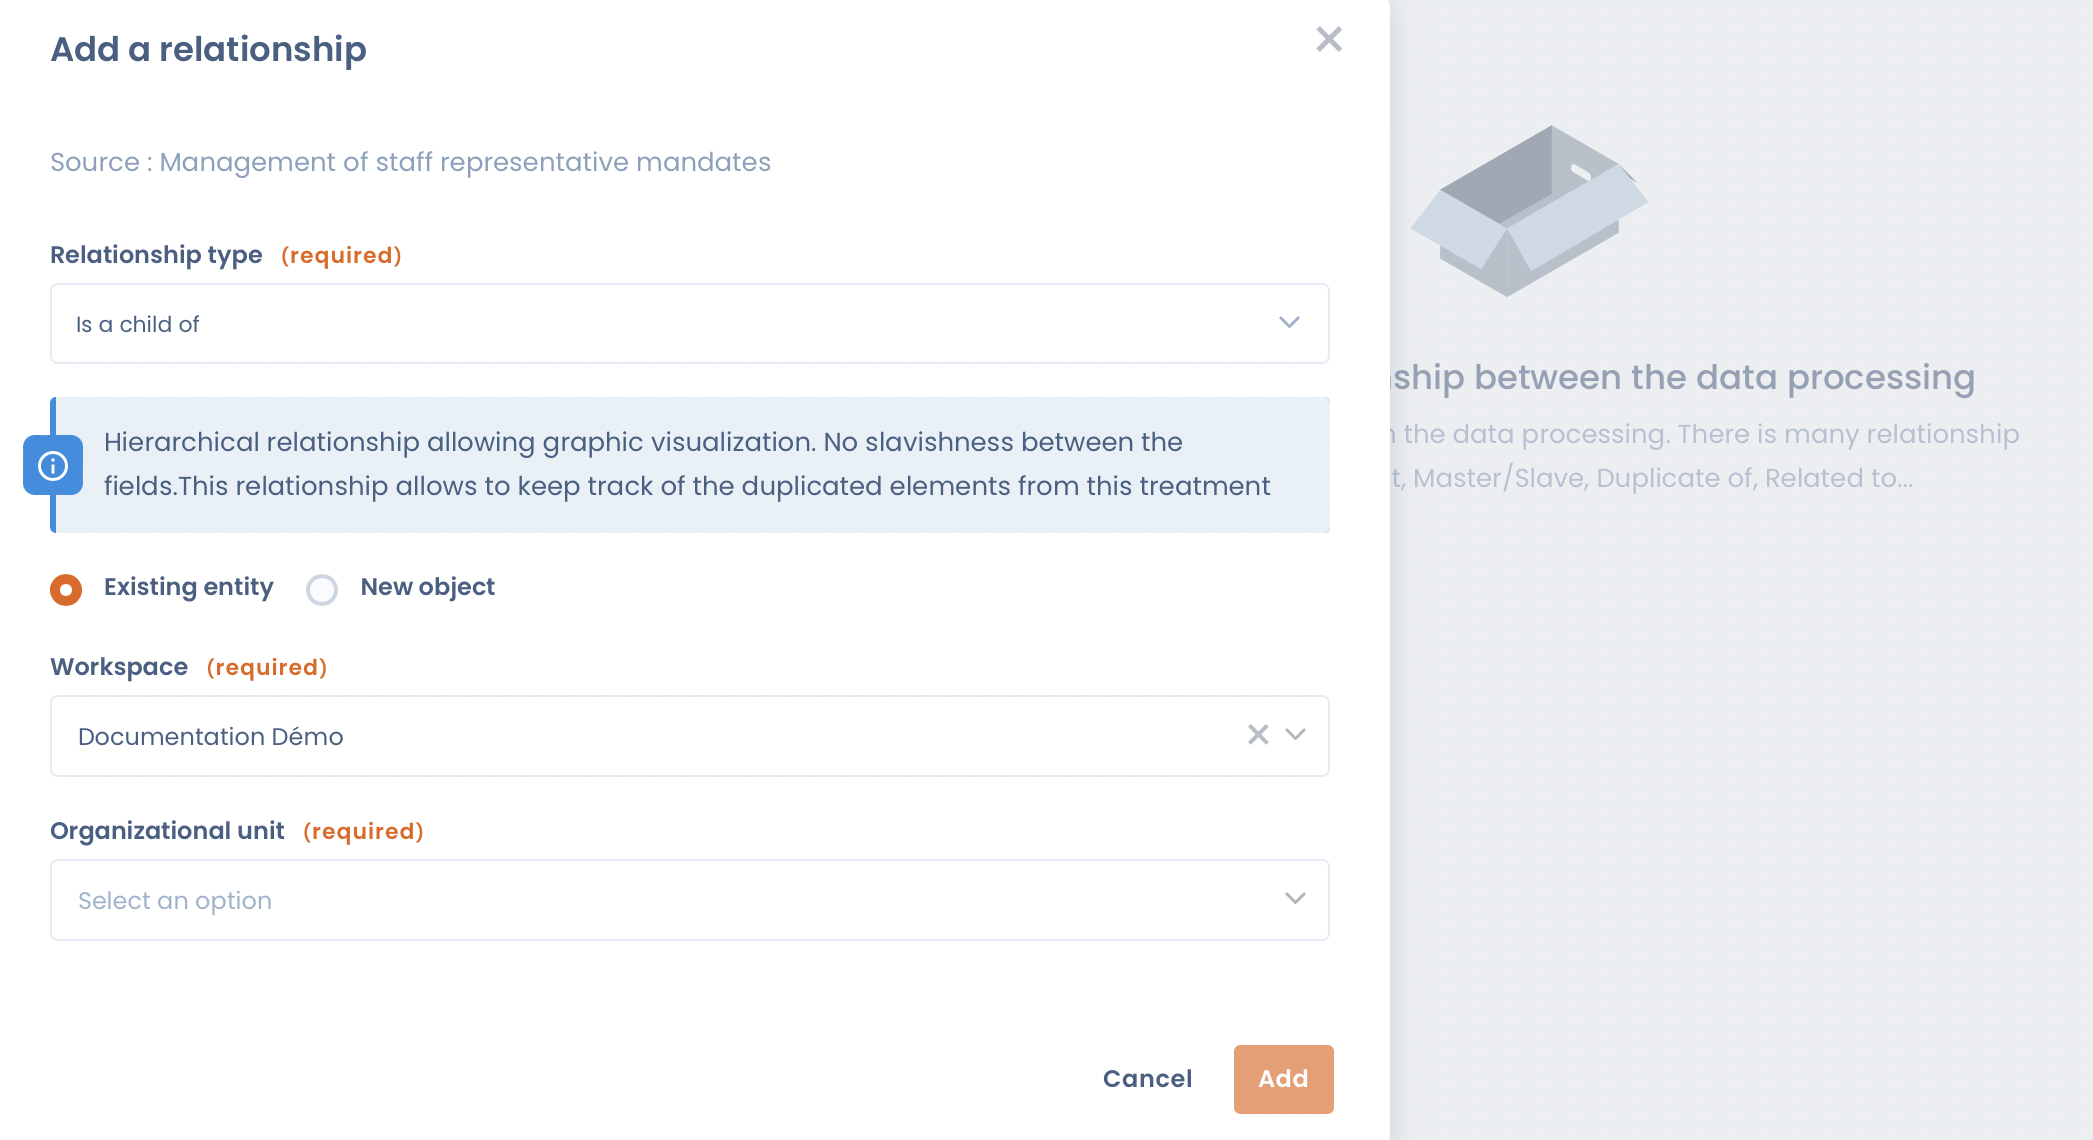 Add a relationship
Source : Management of staff representative mandates
Relationship type (required)
Is a child of
Hierarchical relationship allowing graphic visualization. No slavishness between the
fields.This relationship allows to keep track of the duplicated elements from this treatment
Existing entity New object
Workspace (required)
Documentation Démo
Organizational unit (required)
Select an option
Cancel Add
between the data processing
the data processing. There is many relationship
Master/Slave, Duplicate of, Related to...